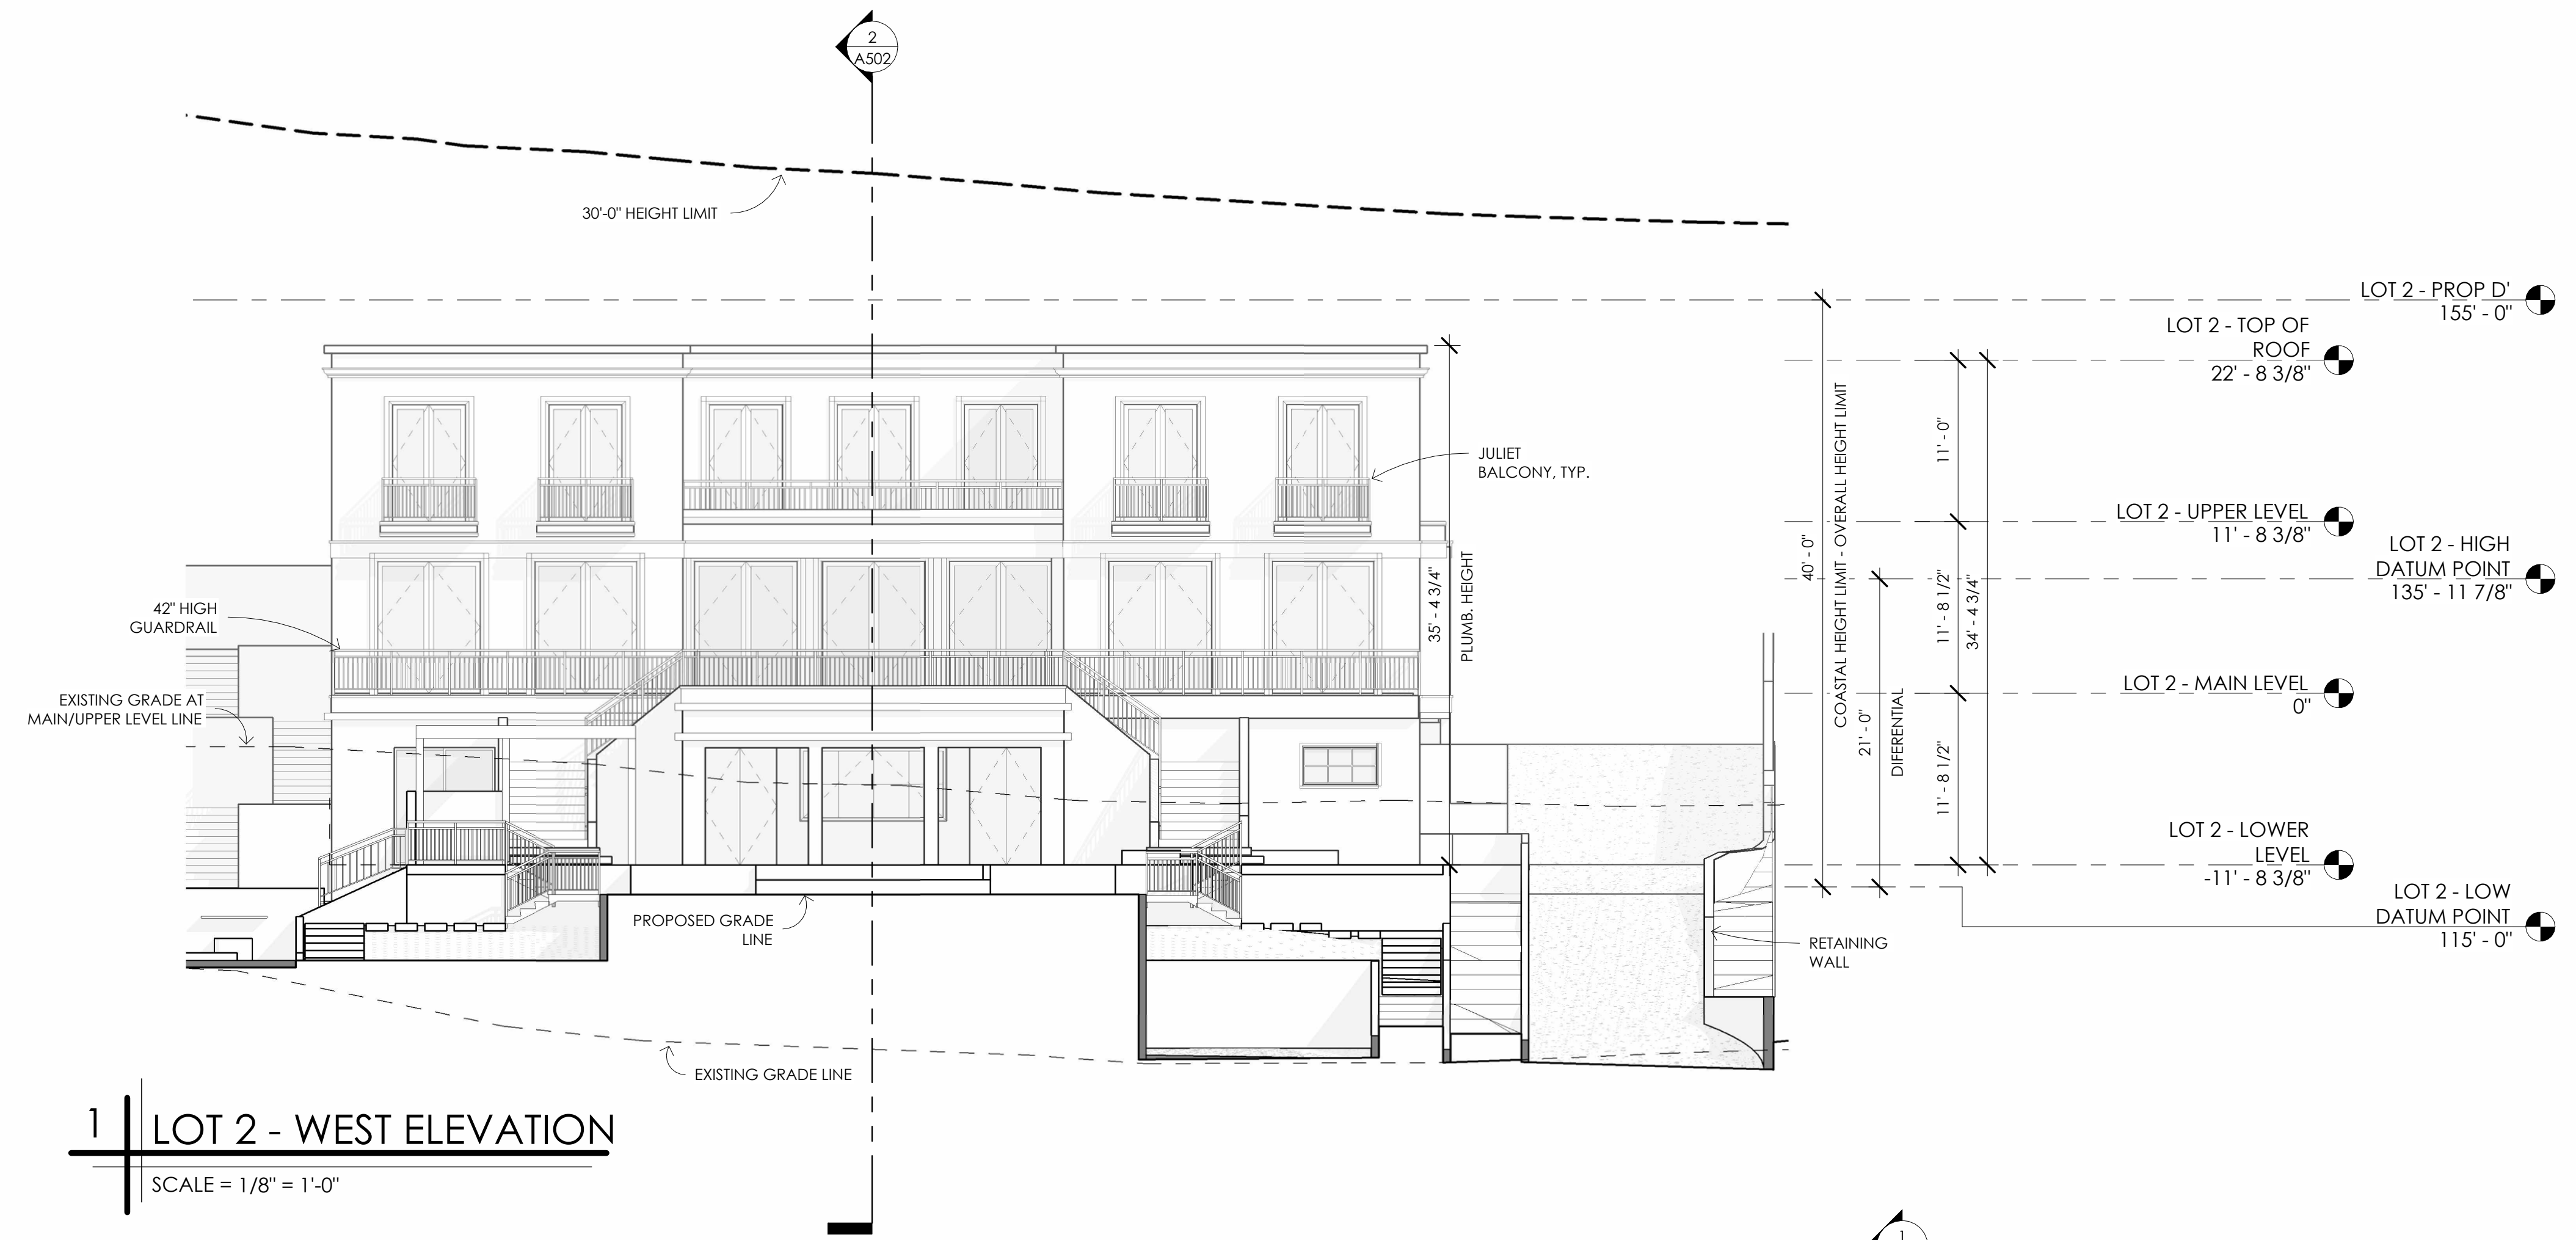 2
A502
30'-0" HEIGHT LIMIT
LOT 2 - PROP D'
155' - 0"
LOT 2 - TOP OF
ROOF
22' - 8 3/8"
JULIET
BALCONY, TYP.
COASTAL HEIGHT LIMIT - OVERALL HEIGHT LIMIT
40' - 0"
11' - 0"
LOT 2 - UPPER LEVEL
11' - 8 3/8"
LOT 2 - HIGH
DATUM POINT
135' - 11 7/8"
35' - 4 3/4"
PLUMB. HEIGHT
11' - 8 1/2"
34' - 4 3/4"
42" HIGH
GUARDRAIL
EXISTING GRADE AT
MAIN/UPPER LEVEL LINE
LOT 2 - MAIN LEVEL
0"
21' - 0"
DIFERENTIAL
11' - 8 1/2"
LOT 2 - LOWER
LEVEL
-11' - 8 3/8"
LOT 2 - LOW
DATUM POINT
115' - 0"
PROPOSED GRADE
LINE
RETAINING
WALL
EXISTING GRADE LINE
1
LOT 2 - WEST ELEVATION
SCALE = 1/8" = 1'-0"
1